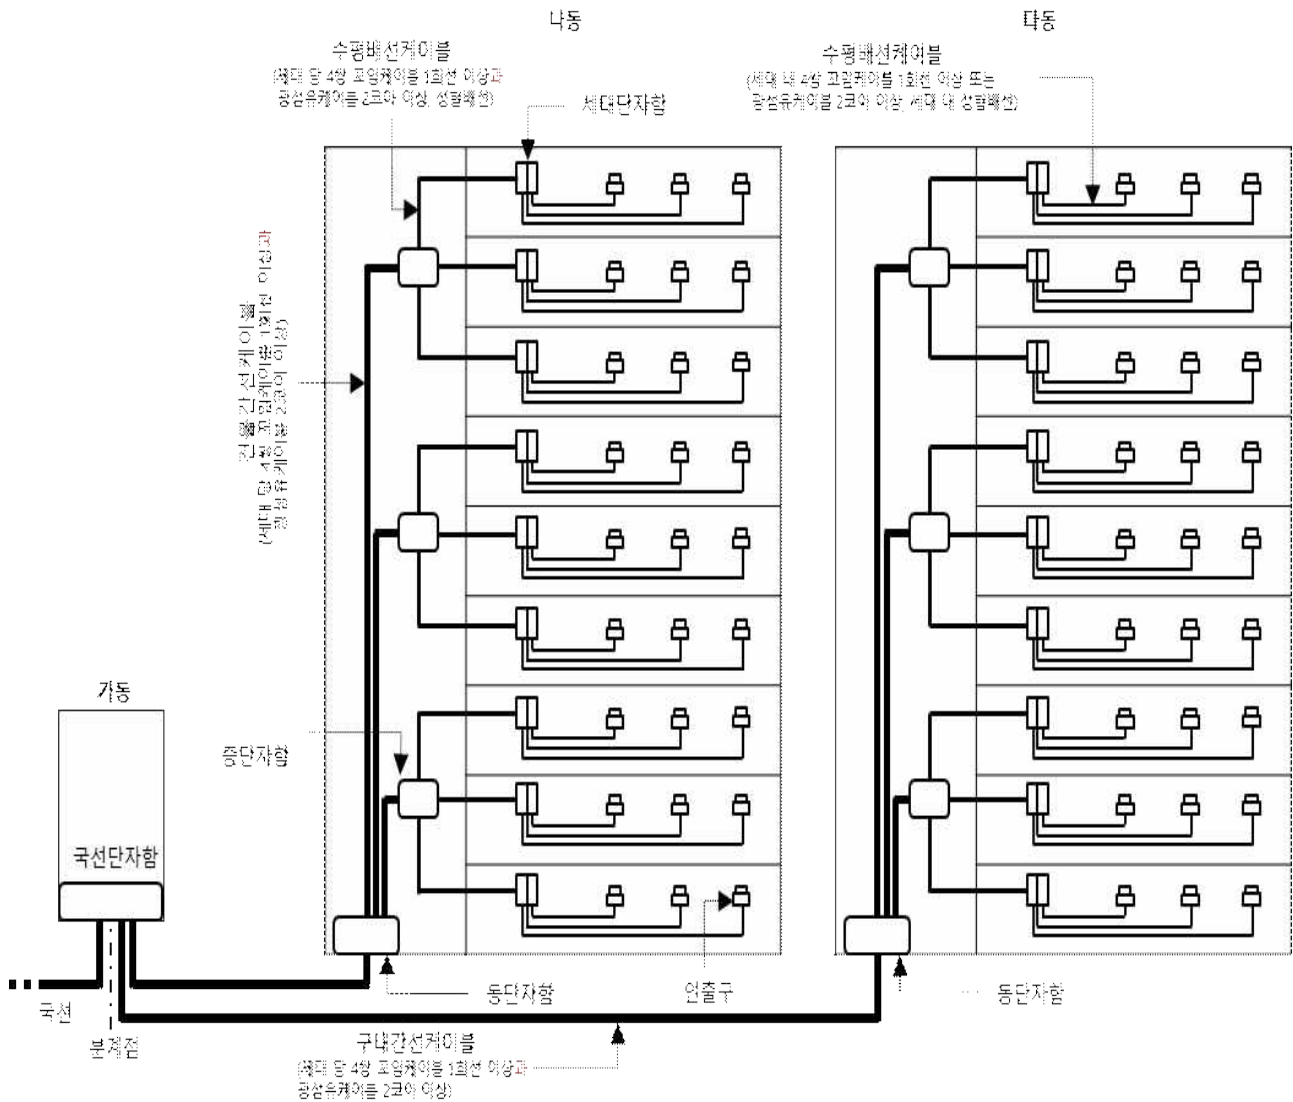 나동
다동
수평배선케이블
(세대 당 4쌍 꼬임케이블 1회선 이상과
광섬유케이블 2코아 이상, 성형배선)
세대단자함
수평배선케이블
(세대 내 4쌍 꼬임케이블 1회선 이상 또는
광섬유케이블 2코아 이상, 세대 내 성형배선)
건물간선케이블
(세대 당 4쌍 꼬임케이블 1회선 이상과
광섬유케이블 2코아 이상)
가동
국선단자함
층단자함
국선
분계점
동단자함
인출구
동단자함
구내간선케이블
(세대 당 4쌍 꼬임케이블 1회선 이상과
광섬유케이블 2코아 이상)